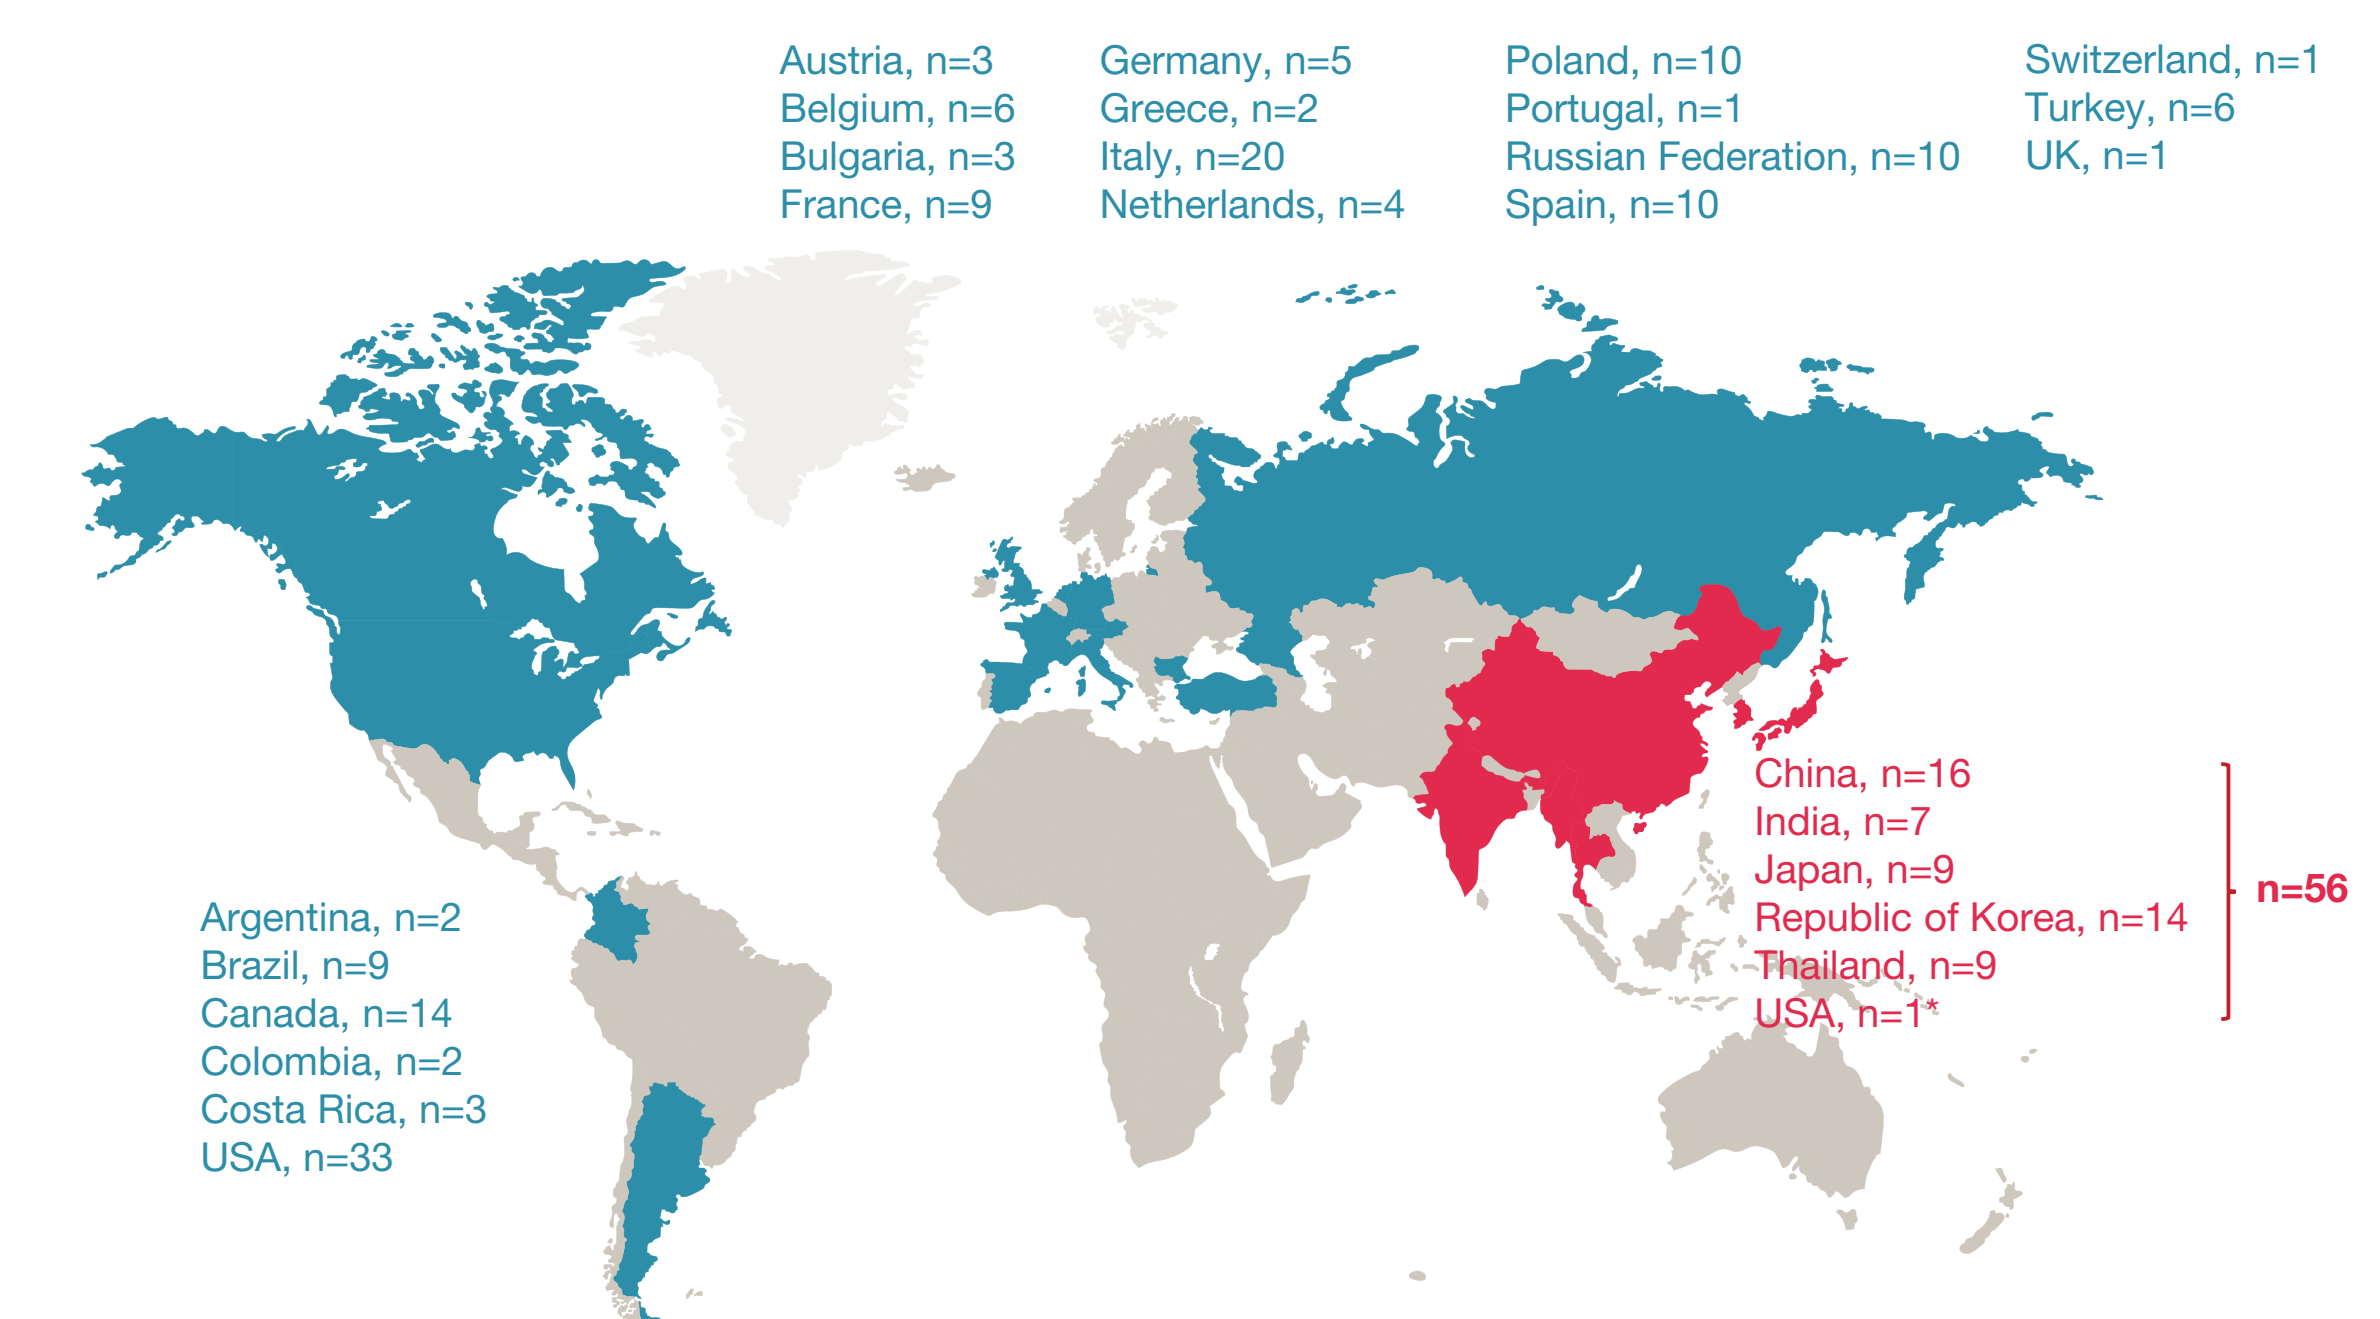 Austria, n=3
Belgium, n=6
Bulgaria, n=3
France, n=9
Germany, n=5
Greece, n=2
Italy, n=20
Netherlands, n=4
Poland, n=10
Portugal, n=1
Russian Federation, n=10
Spain, n=10
Switzerland, n=1
Turkey, n=6
UK, n=1
China, n=16
India, n=7
Japan, n=9
Republic of Korea, n=14
Thailand, n=9
USA, n=1*
n=56
Argentina, n=2
Brazil, n=9
Canada, n=14
Colombia, n=2
Costa Rica, n=3
USA, n=33